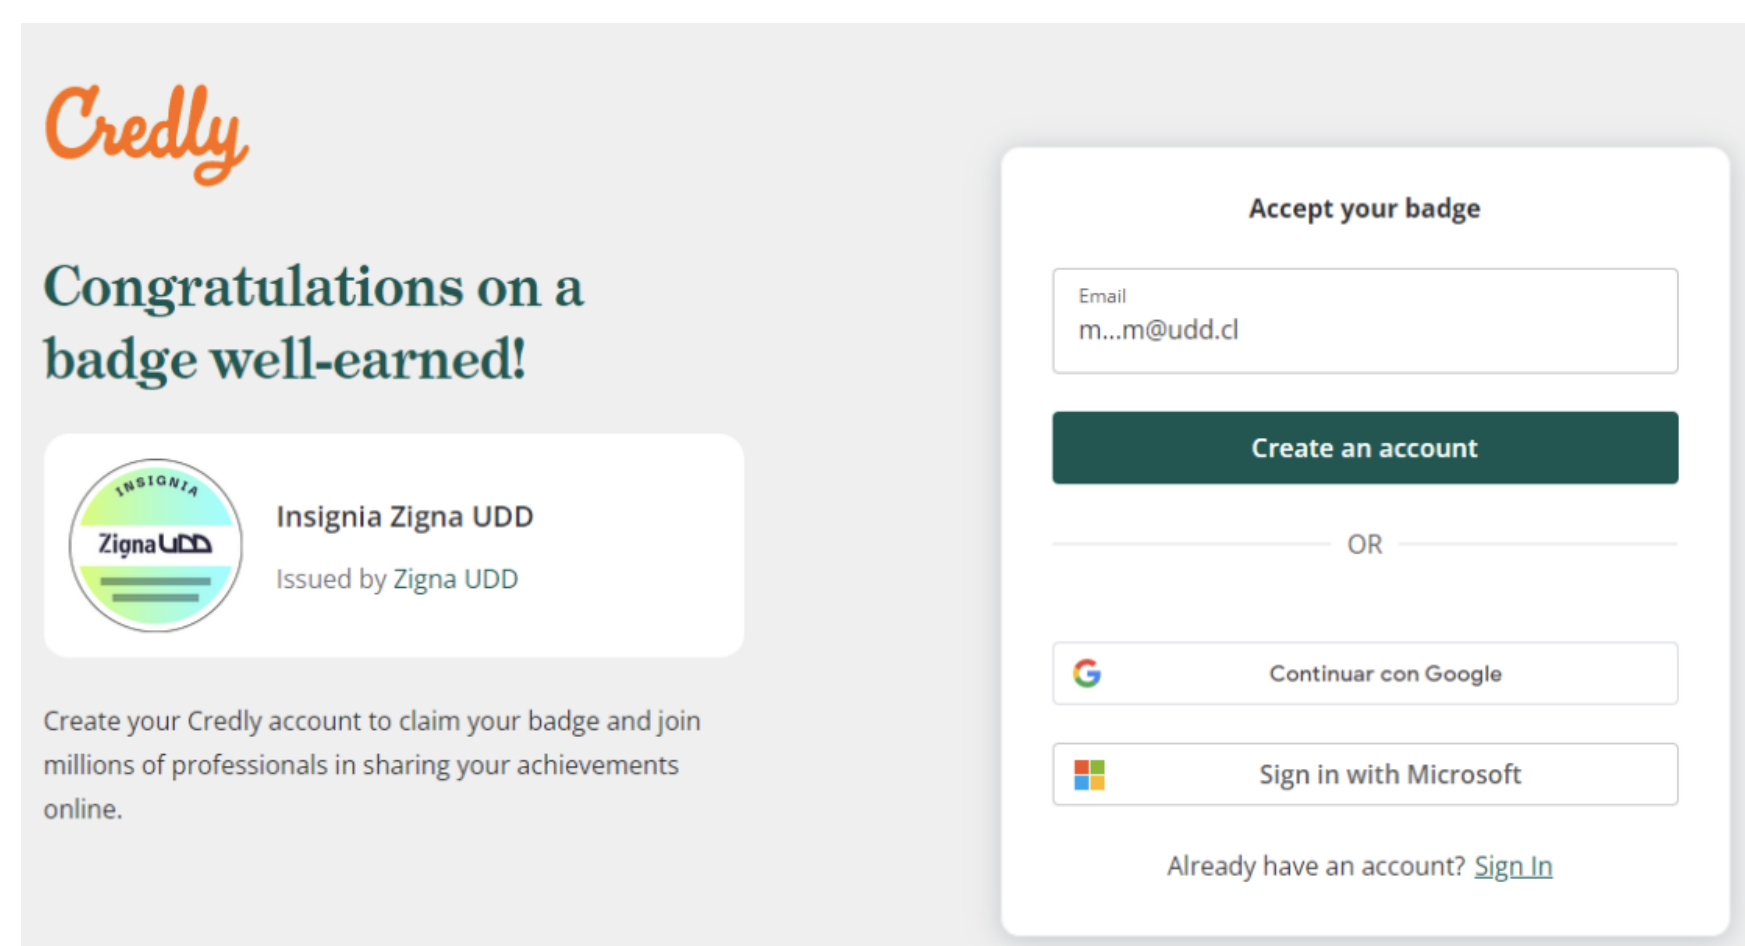 Credly
Congratulations on a
badge well-earned!
INSIGNIA
Zigna UDD
Insignia Zigna UDD
Issued by Zigna UDD
Create your Credly account to claim your badge and join
millions of professionals in sharing your achievements
online.
Accept your badge
Email
m...m@udd.cl
Create an account
OR
Continuar con Google
Sign in with Microsoft
Already have an account? Sign In